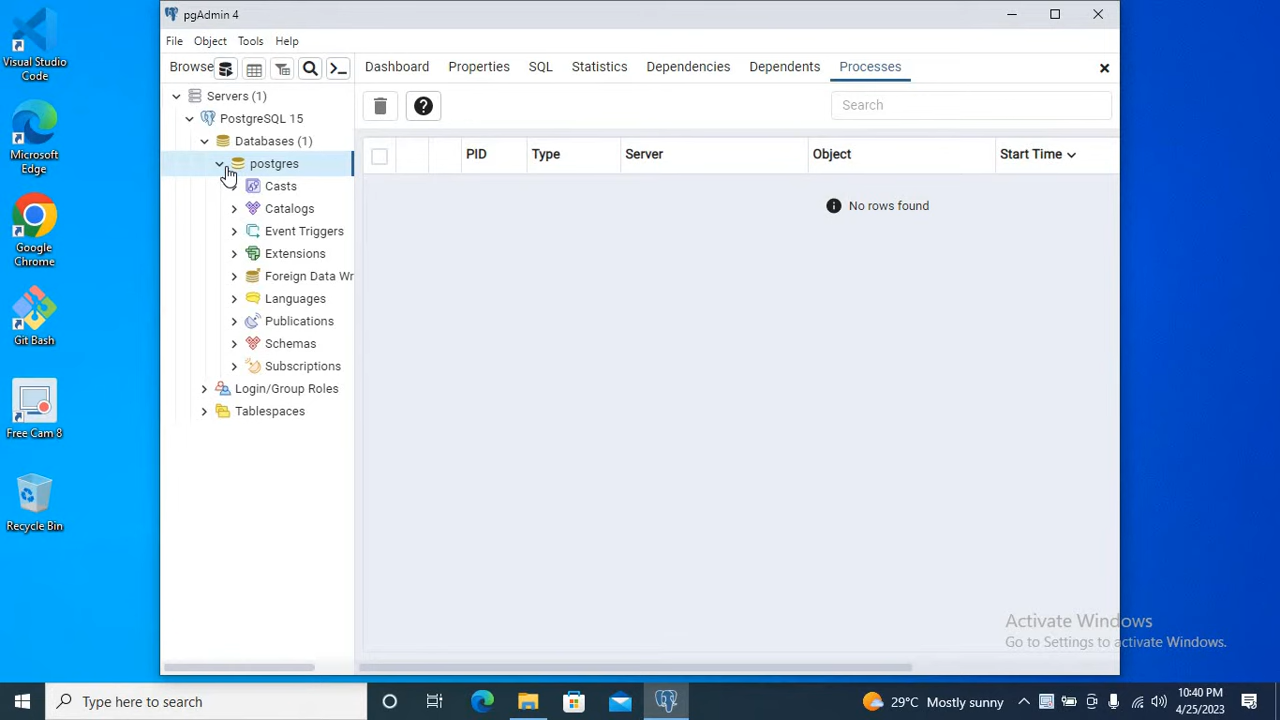 pgAdmin 4
File Object Tools Help
Browse
Dashboard Properties SQL Statistics Dependencies Dependents Processes
Servers (1)
PostgreSQL 15
Databases (1)
postgres
Casts
Catalogs
Event Triggers
Extensions
Foreign Data Wr
Languages
Publications
Schemas
Subscriptions
Login/Group Roles
Tablespaces
Search
PID Type Server Object Start Time
No rows found
Visual Studio
Code
Microsoft
Edge
Google
Chrome
Git Bash
Free Cam 8
Recycle Bin
Activate Windows
Go to Settings to activate Windows.
Type here to search
29°C Mostly sunny
10:40 PM
4/25/2023